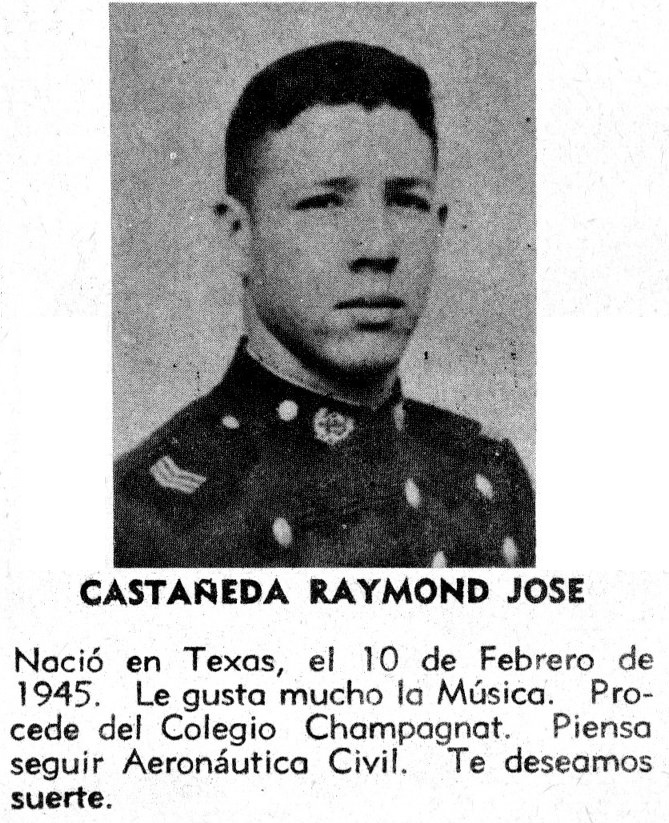 CASTAÑEDA RAYMOND JOSE
Nació en Texas, el 10 de Febrero de
1945. Le gusta mucho la Música. Pro-
cede del Colegio Champagnat. Piensa
seguir Aeronáutica Civil. Te deseamos
suerte.